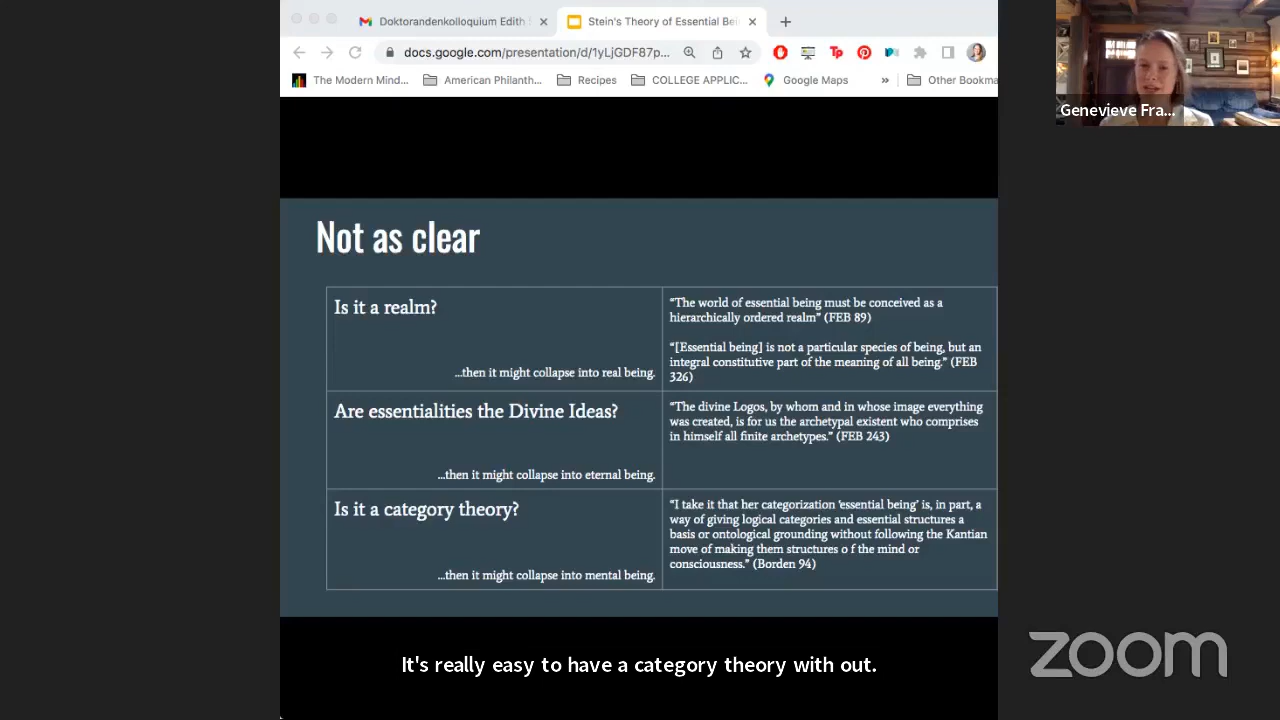 Doktorandenkolloquium Edith
Stein's Theory of Essential Bei
docs.google.com/presentation/d/1yLjGDF87p...
The Modern Mind...
American Philanth...
Recipes
COLLEGE APPLIC...
Google Maps
»
Other Bookma
Genevieve Fra...
Not as clear
Is it a realm?
...then it might collapse into real being.
“The world of essential being must be conceived as a
hierarchically ordered realm” (FEB 89)
“[Essential being] is not a particular species of being, but an
integral constitutive part of the meaning of all being.” (FEB
326)
Are essentialities the Divine Ideas?
...then it might collapse into eternal being.
“The divine Logos, by whom and in whose image everything
was created, is for us the archetypal existent who comprises
in himself all finite archetypes.” (FEB 243)
Is it a category theory?
...then it might collapse into mental being.
“I take it that her categorization ‘essential being’ is, in part, a
way of giving logical categories and essential structures a
basis or ontological grounding without following the Kantian
move of making them structures o f the mind or
consciousness.” (Borden 94)
It's really easy to have a category theory with out.
zoom